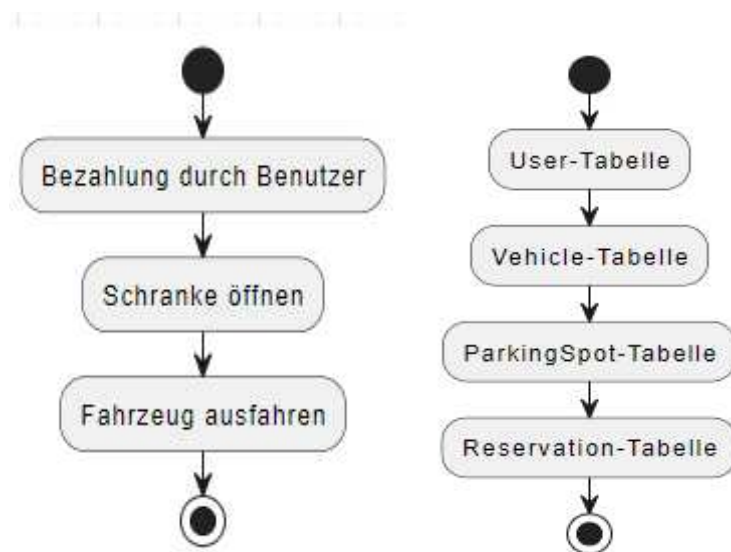 Bezahlung durch Benutzer
Schranke öffnen
Fahrzeug ausfahren
User-Tabelle
Vehicle-Tabelle
ParkingSpot-Tabelle
Reservation-Tabelle